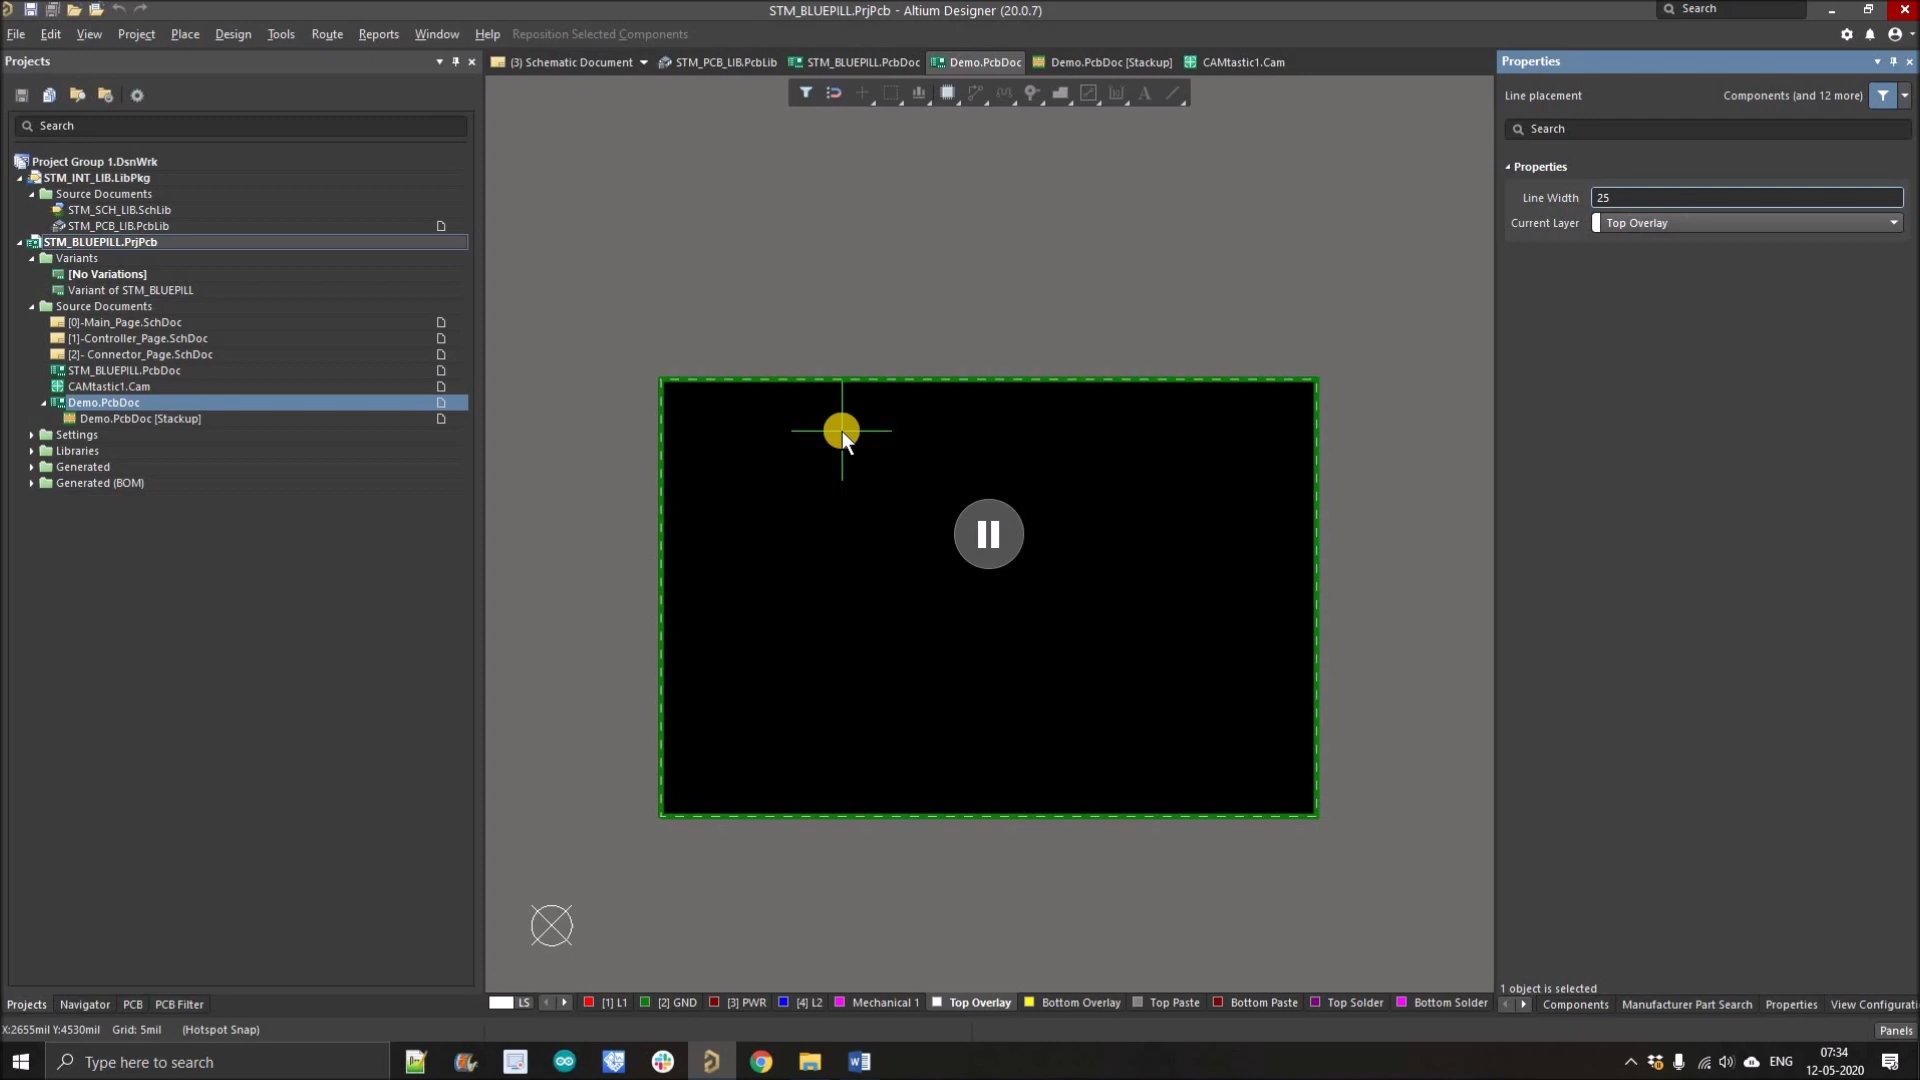 STM_BLUEPILL.PrjPcb - Altium Designer (20.0.7)
Search
File Edit View Project Place Design Tools Route Reports Window Help Reposition Selected Components
Projects
(3) Schematic Document STM_PCB_LIB.PcbLib STM_BLUEPILL.PcbDoc Demo.PcbDoc Demo.PcbDoc [Stackup] CAMtastic1.Cam
Properties
Line placement Components (and 12 more)
Search
Search
Project Group 1.DsnWrk
STM_INT_LIB.LibPkg
Source Documents
STM_SCH_LIB.SchLib
STM_PCB_LIB.PcbLib
STM_BLUEPILL.PrjPcb
Variants
[No Variations]
Variant of STM_BLUEPILL
Source Documents
[0]-Main_Page.SchDoc
[1]-Controller_Page.SchDoc
[2]- Connector_Page.SchDoc
STM_BLUEPILL.PcbDoc
CAMtastic1.Cam
Demo.PcbDoc
Demo.PcbDoc [Stackup]
Settings
Libraries
Generated
Generated (BOM)
Properties
Line Width 25
Current Layer Top Overlay
1 object is selected
Projects Navigator PCB PCB Filter
LS [1] L1 [2] GND [3] PWR [4] L2 Mechanical 1 Top Overlay Bottom Overlay Top Paste Bottom Paste Top Solder Bottom Solder
Components Manufacturer Part Search Properties View Configurati
X:2655mil Y:4530mil Grid: 5mil (Hotspot Snap)
Panels
Type here to search
ENG
07:34
12-05-2020